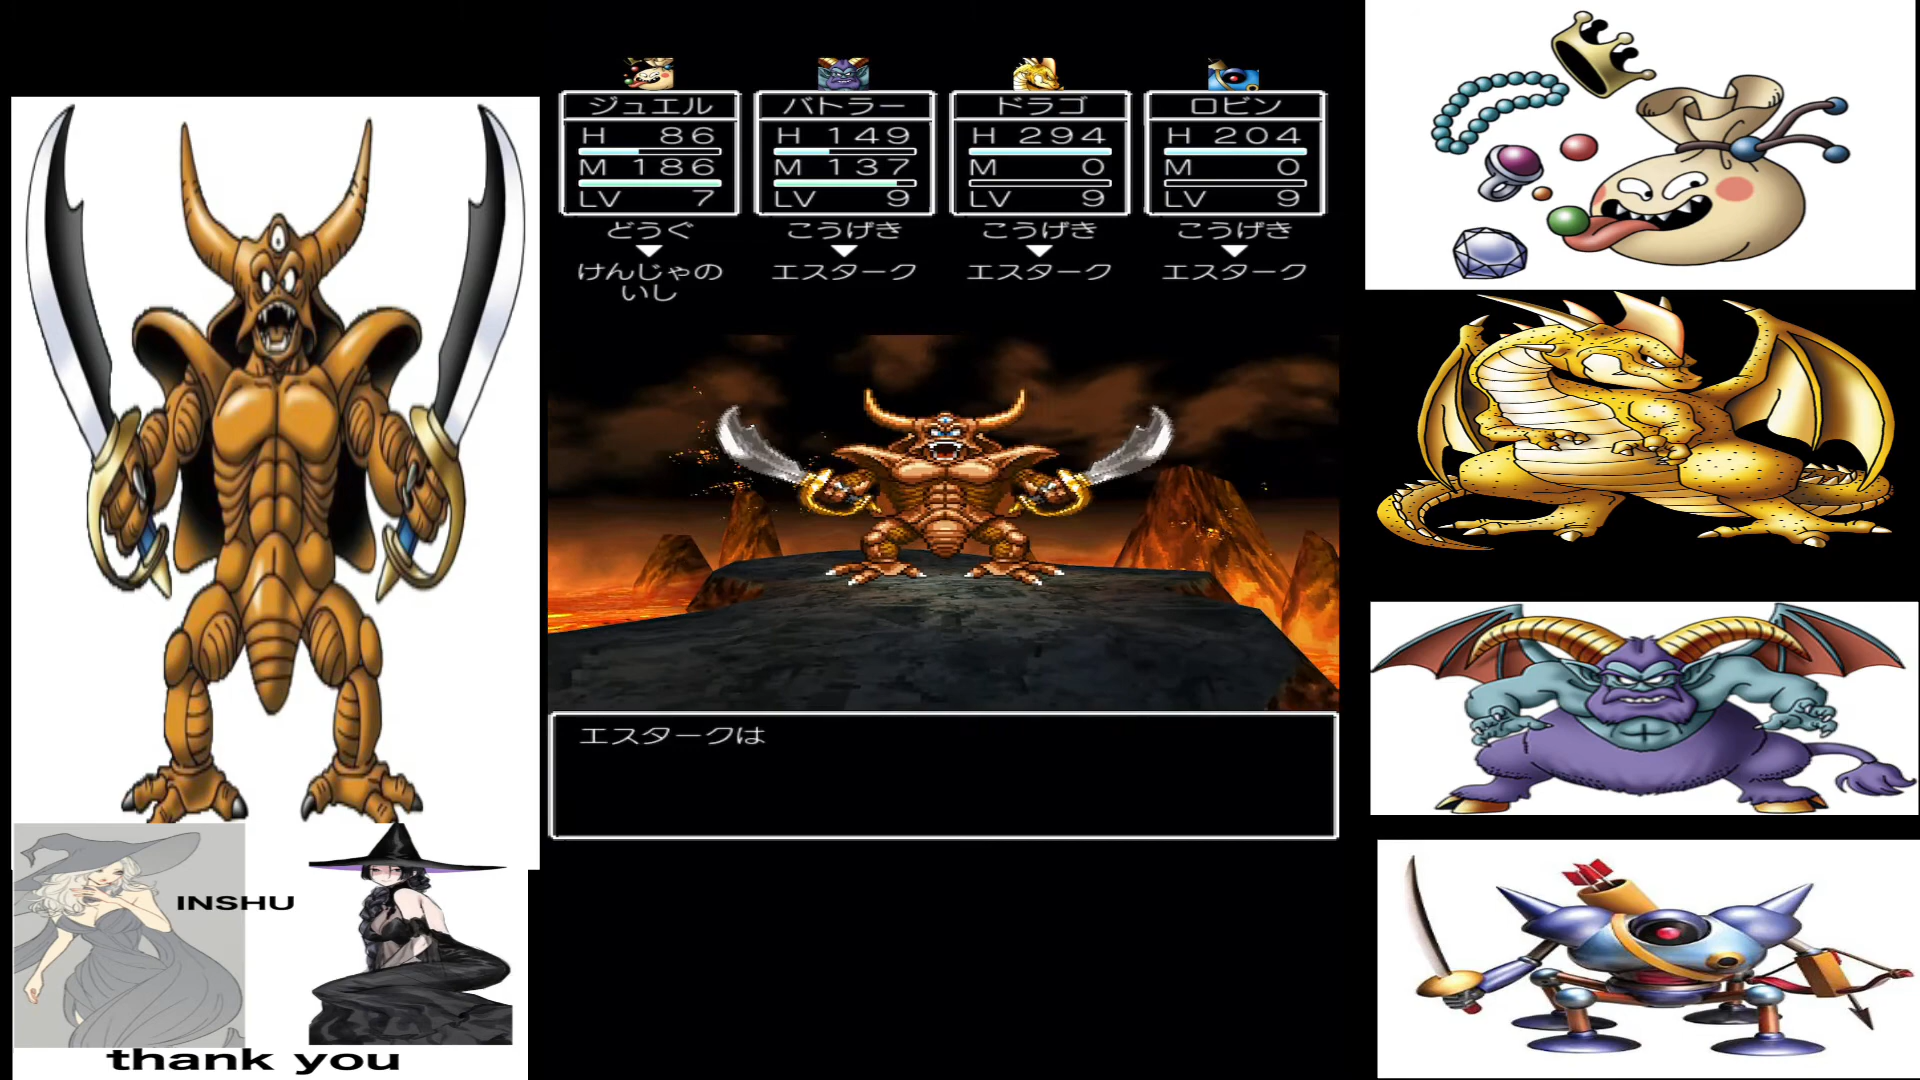 ジュエル
H 86
M 186
LV 7
バトラー
H 149
M 137
LV 9
ドラゴ
H 294
M 0
LV 9
ロビン
H 204
M 0
LV 9
どうぐ
けんじゃの
いし
こうげき
エスターク
こうげき
エスターク
こうげき
エスターク
エスタークは
INSHU
thank you